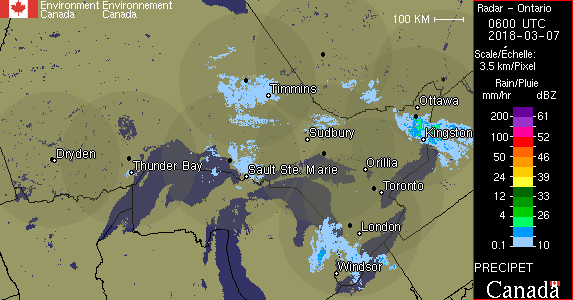 Environment Environnement
Canada Canada
100 KM
Timmins
Ottawa
Sudbury
Kingston
Dryden
Thunder Bay
Sault Ste. Marie
Orillia
Toronto
London
Windsor
Radar - Ontario
0600 UTC
2018-03-07
Scale/Échelle:
3.5 km/Pixel
Rain/Pluie
mm/hr dBZ
200 61
100 52
50 46
24 39
12 33
4 26
0.1 10
PRECIPET
Canada